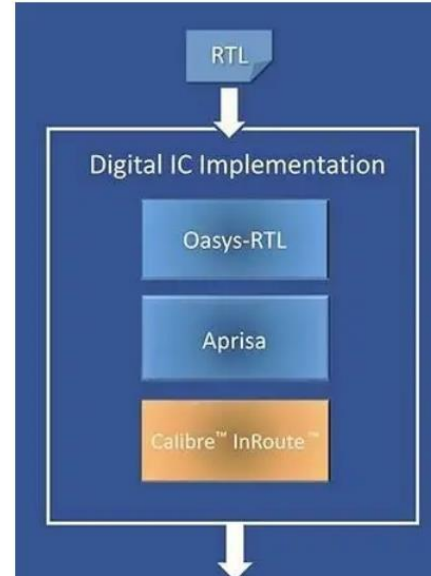 RTL
Digital IC Implementation
Oasys-RTL
Aprisa
Calibre™ InRoute™